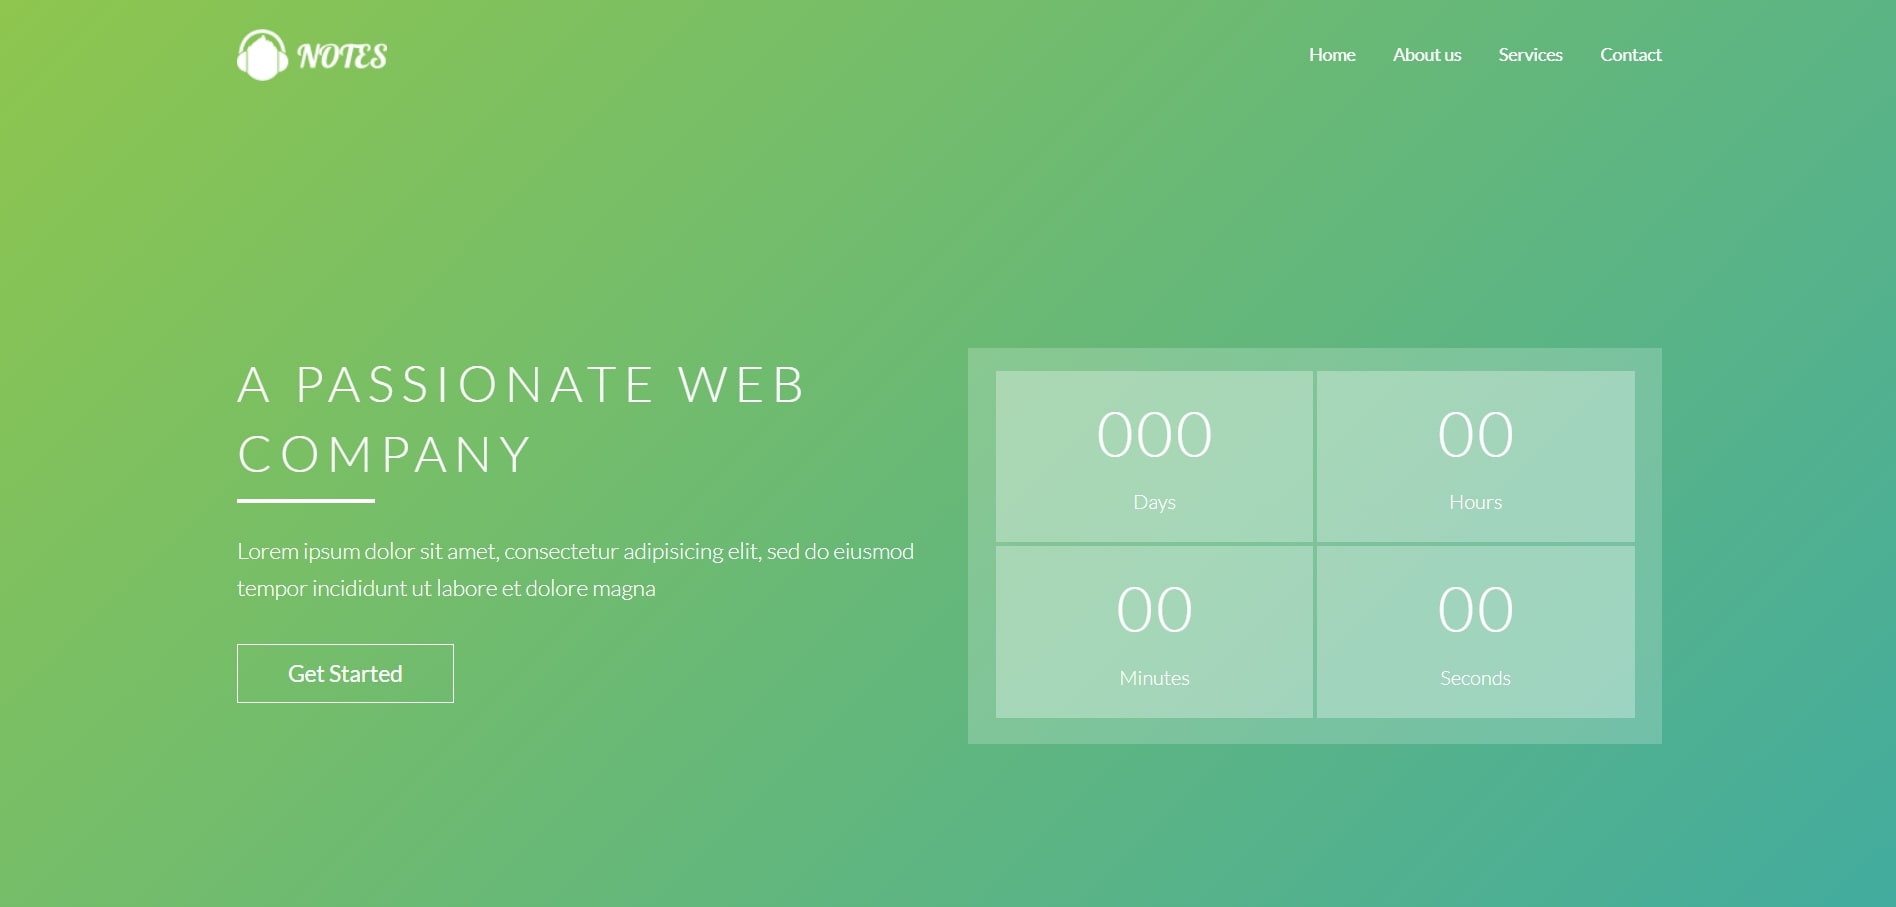 NOTES
Home About us Services Contact
A PASSIONATE WEB
COMPANY
Lorem ipsum dolor sit amet, consectetur adipisicing elit, sed do eiusmod
tempor incididunt ut labore et dolore magna
Get Started
000 00
Days Hours
00 00
Minutes Seconds